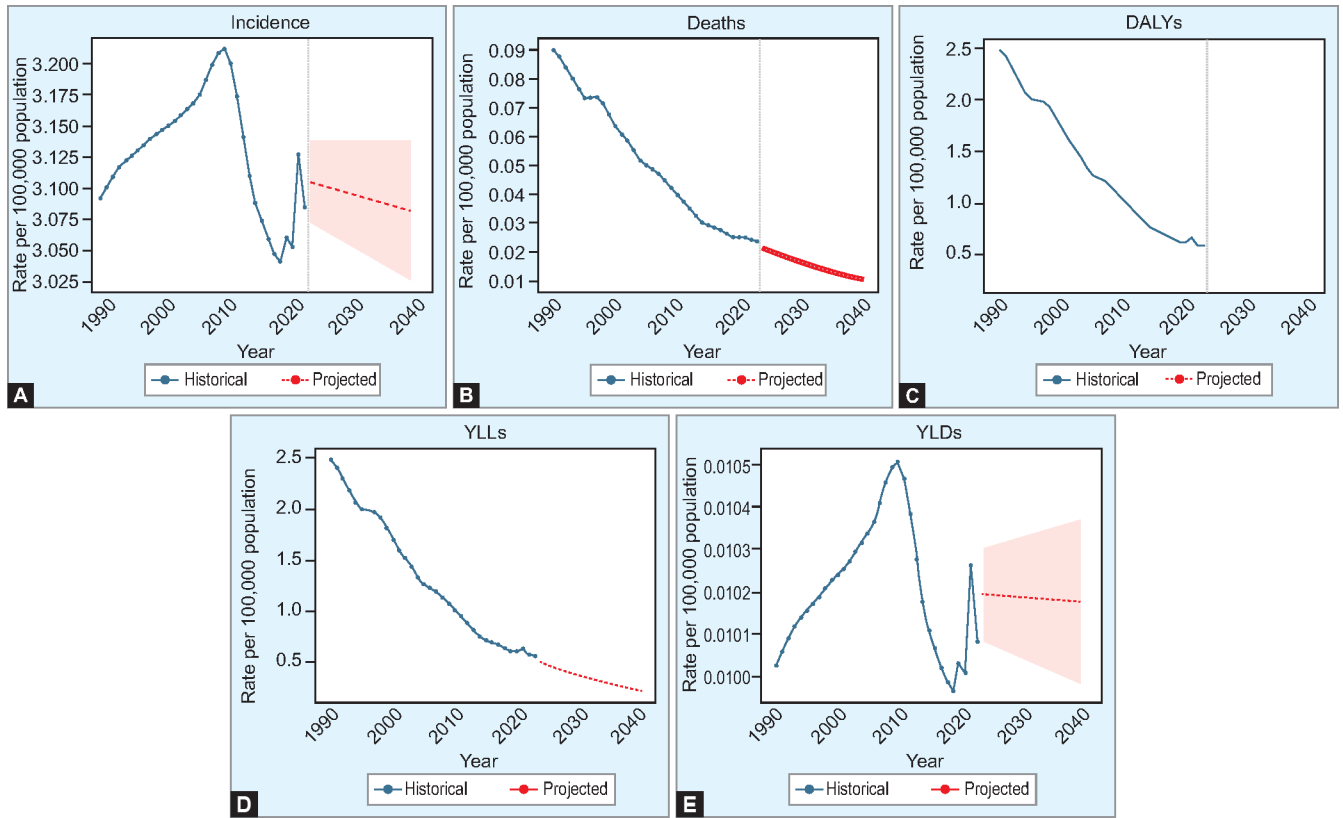 Incidence
Rate per 100,000 population
3.200
3.175
3.150
3.125
3.100
3.075
3.050
3.025
1990
2000
2010
2020
2030
2040
Year
Historical
Projected
A
Deaths
Rate per 100,000 population
0.09
0.08
0.07
0.06
0.05
0.04
0.03
0.02
0.01
1990
2000
2010
2020
2030
2040
Year
Historical
Projected
B
DALYs
Rate per 100,000 population
2.5
2.0
1.5
1.0
0.5
1990
2000
2010
2020
2030
2040
Year
Historical
Projected
C
YLLs
Rate per 100,000 population
2.5
2.0
1.5
1.0
0.5
1990
2000
2010
2020
2030
2040
Year
Historical
Projected
D
YLDs
Rate per 100,000 population
0.0105
0.0104
0.0103
0.0102
0.0101
0.0100
1990
2000
2010
2020
2030
2040
Year
Historical
Projected
E